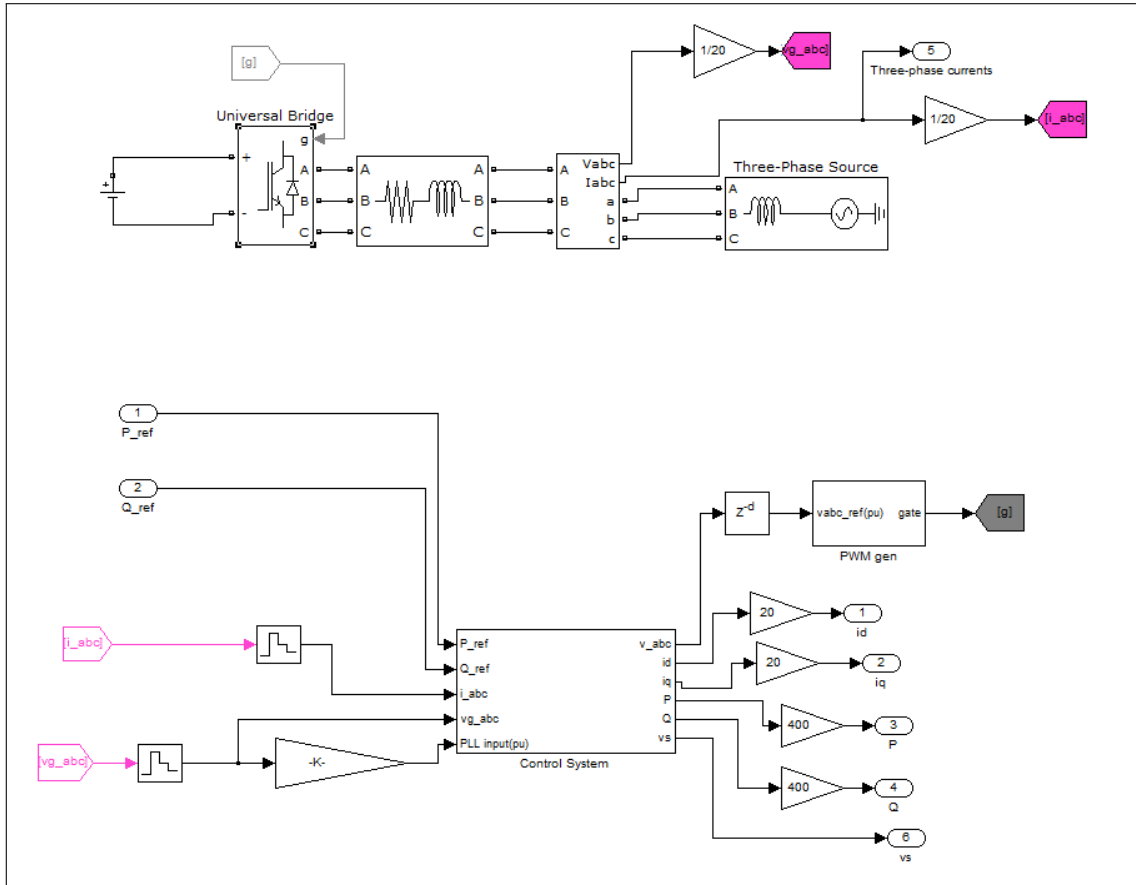 [g]
1/20
vg_abc]
5
Three-phase currents
1/20
[i_abc]
Universal Bridge
g
+
-
A
B
C
A
B
C
A
B
C
A
B
C
Vabc
Iabc
a
b
c
Three-Phase Source
A
B
C
+
1
P_ref
2
Q_ref
Z-d
vabc_ref(pu) gate
PWM gen
[g]
[i_abc]
[vg_abc]
-K-
P_ref
Q_ref
i_abc
vg_abc
PLL input(pu)
v_abc
id
iq
P
Q
vs
Control System
20
1
id
20
2
iq
400
3
P
400
4
Q
6
vs